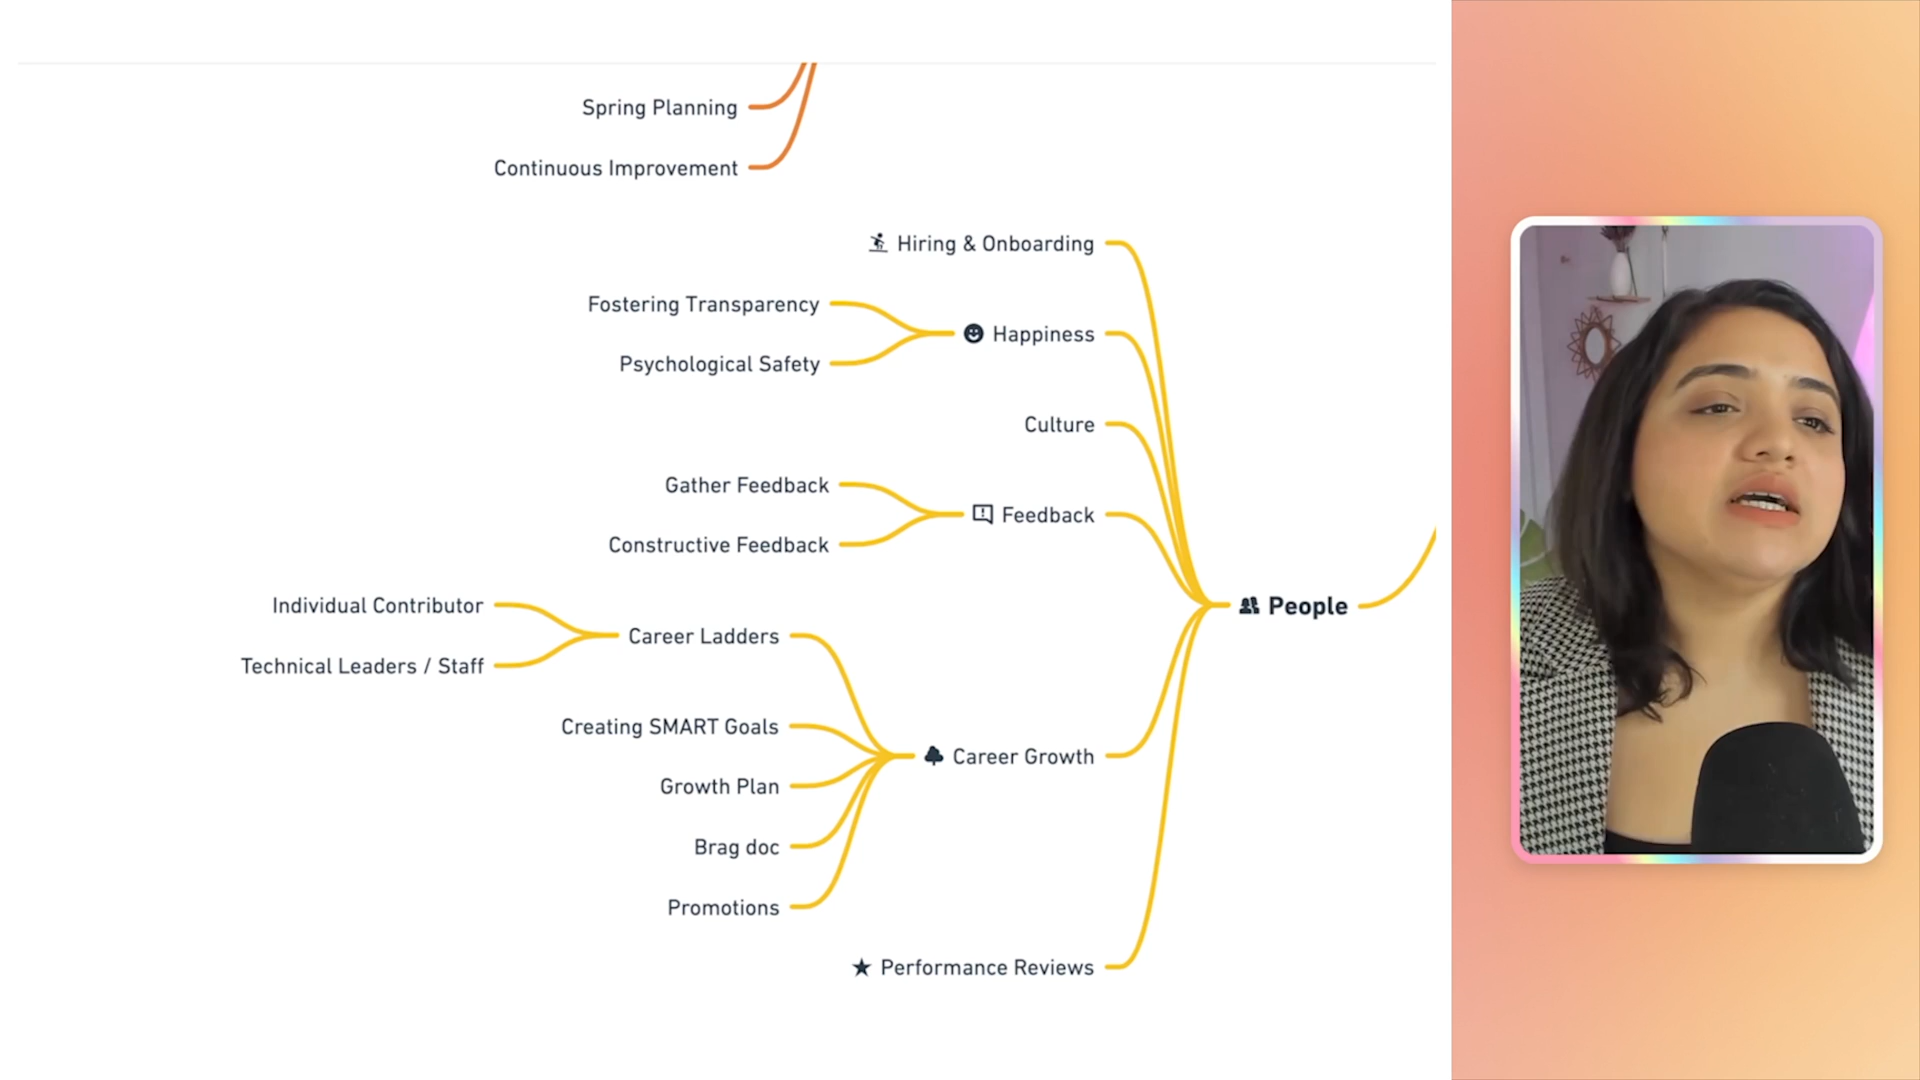 Spring Planning
Continuous Improvement
Hiring & Onboarding
Fostering Transparency
Happiness
Psychological Safety
Culture
Gather Feedback
Feedback
Constructive Feedback
Individual Contributor
People
Career Ladders
Technical Leaders / Staff
Creating SMART Goals
Career Growth
Growth Plan
Brag doc
Promotions
Performance Reviews